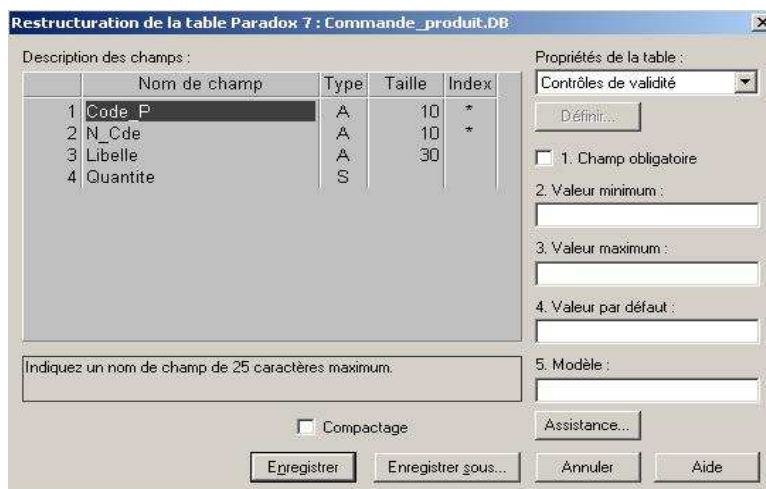 Restructuration de la table Paradox 7 : Commande_produit.DB
Description des champs :
Nom de champ Type Taille Index
1 Code_P A 10 *
2 N_Cde A 10 *
3 Libelle A 30
4 Quantite S
Indiquez un nom de champ de 25 caractères maximum.
Compactage
Enregistrer Enregistrer sous...
Propriétés de la table :
Contrôles de validité
Définir...
1. Champ obligatoire
2. Valeur minimum :
3. Valeur maximum :
4. Valeur par défaut :
5. Modèle :
Assistance...
Annuler Aide